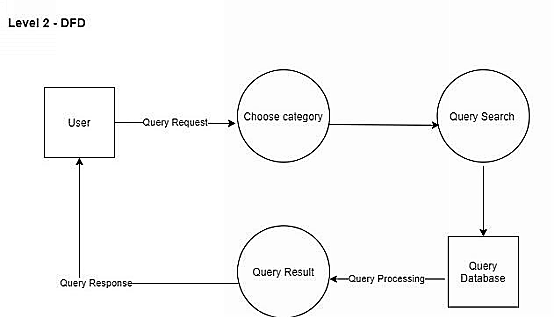 Level 2 - DFD
User
Query Request
Choose category
Query Search
Query
Database
Query Processing
Query Result
Query Response